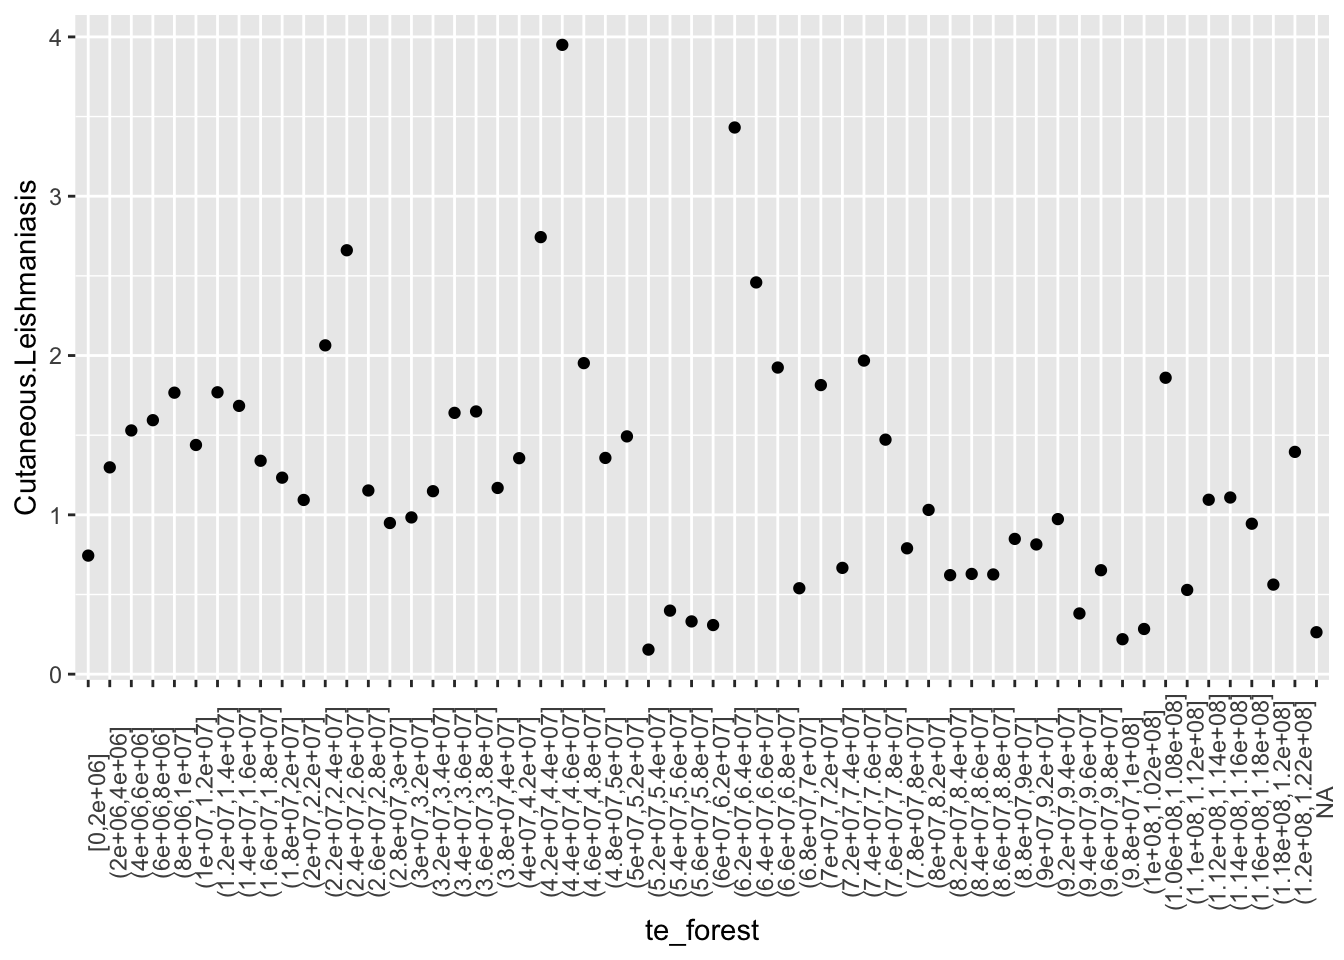 Cutaneous.Leishmaniasis
4
3
2
1
0
[0,2e+06]
(2e+06,4e+06]
(4e+06,6e+06]
(6e+06,8e+06]
(8e+06,1e+07]
(1e+07,1.2e+07]
(1.2e+07,1.4e+07]
(1.4e+07,1.6e+07]
(1.6e+07,1.8e+07]
(1.8e+07,2e+07]
(2e+07,2.2e+07]
(2.2e+07,2.4e+07]
(2.4e+07,2.6e+07]
(2.6e+07,2.8e+07]
(2.8e+07,3e+07]
(3e+07,3.2e+07]
(3.2e+07,3.4e+07]
(3.4e+07,3.6e+07]
(3.6e+07,3.8e+07]
(3.8e+07,4e+07]
(4e+07,4.2e+07]
(4.2e+07,4.4e+07]
(4.4e+07,4.6e+07]
(4.6e+07,4.8e+07]
(4.8e+07,5e+07]
(5e+07,5.2e+07]
(5.2e+07,5.4e+07]
(5.4e+07,5.6e+07]
(5.6e+07,5.8e+07]
(6e+07,6.2e+07]
(6.2e+07,6.4e+07]
(6.4e+07,6.6e+07]
(6.6e+07,6.8e+07]
(6.8e+07,7e+07]
(7e+07,7.2e+07]
(7.2e+07,7.4e+07]
(7.4e+07,7.6e+07]
(7.6e+07,7.8e+07]
(7.8e+07,8e+07]
(8e+07,8.2e+07]
(8.2e+07,8.4e+07]
(8.4e+07,8.6e+07]
(8.6e+07,8.8e+07]
(8.8e+07,9e+07]
(9e+07,9.2e+07]
(9.2e+07,9.4e+07]
(9.4e+07,9.6e+07]
(9.6e+07,9.8e+07]
(9.8e+07,1e+08]
(1e+08,1.02e+08]
(1.06e+08,1.08e+08]
(1.1e+08,1.12e+08]
(1.12e+08,1.14e+08]
(1.14e+08,1.16e+08]
(1.16e+08,1.18e+08]
(1.18e+08,1.2e+08]
(1.2e+08,1.22e+08]
NA
te_forest